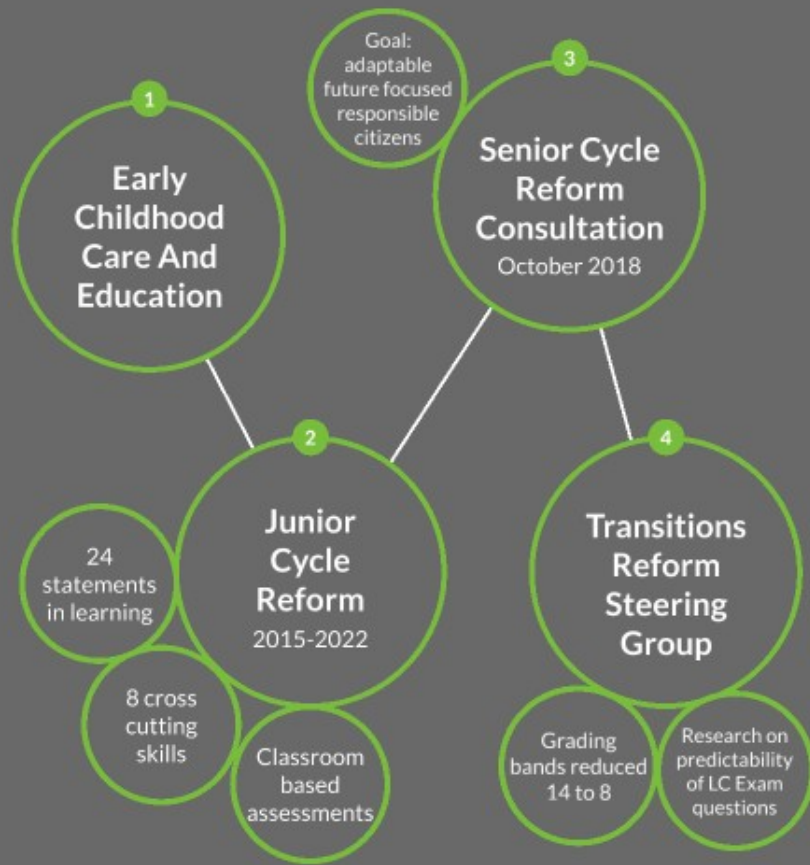 1
Early
Childhood
Care And
Education
2
Junior
Cycle
Reform
2015-2022
24
statements
in learning
8 cross
cutting
skills
Classroom
based
assessments
3
Senior Cycle
Reform
Consultation
October 2018
Goal:
adaptable
future focused
responsible
citizens
4
Transitions
Reform
Steering
Group
Grading
bands reduced
14 to 8
Research on
predictability
of LC Exam
questions